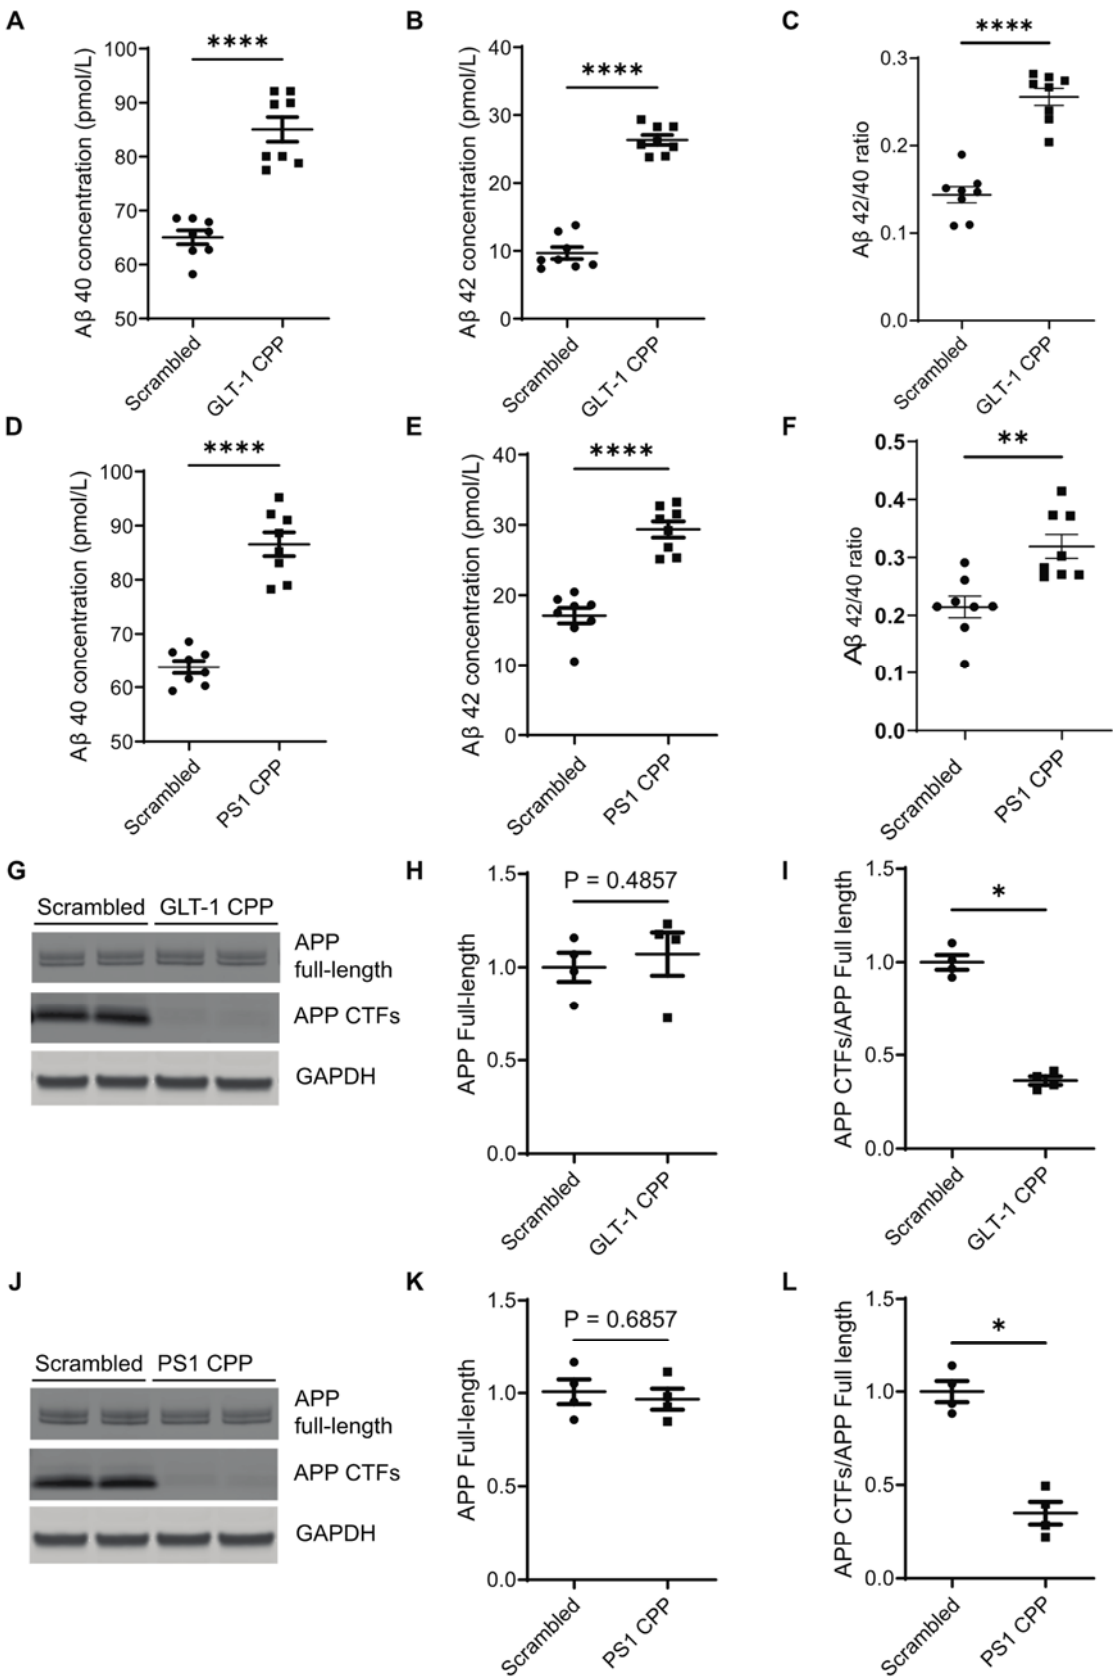 A
Aβ 40 concentration (pmol/L)
100
90
80
70
60
50
****
Scrambled
GLT-1 CPP
B
Aβ 42 concentration (pmol/L)
40
30
20
10
0
****
Scrambled
GLT-1 CPP
C
Aβ 42/40 ratio
0.3
0.2
0.1
0.0
****
Scrambled
GLT-1 CPP
D
Aβ 40 concentration (pmol/L)
100
90
80
70
60
50
****
Scrambled
PS1 CPP
E
Aβ 42 concentration (pmol/L)
40
30
20
10
0
****
Scrambled
PS1 CPP
F
Aβ 42/40 ratio
0.5
0.4
0.3
0.2
0.1
0.0
**
Scrambled
PS1 CPP
G
Scrambled GLT-1 CPP
APP
full-length
APP CTFs
GAPDH
H
APP Full-length
1.5
1.0
0.5
0.0
P = 0.4857
Scrambled
GLT-1 CPP
I
APP CTFs/APP Full length
1.5
1.0
0.5
0.0
*
Scrambled
GLT-1 CPP
J
Scrambled PS1 CPP
APP
full-length
APP CTFs
GAPDH
K
APP Full-length
1.5
1.0
0.5
0.0
P = 0.6857
Scrambled
PS1 CPP
L
APP CTFs/APP Full length
1.5
1.0
0.5
0.0
*
Scrambled
PS1 CPP